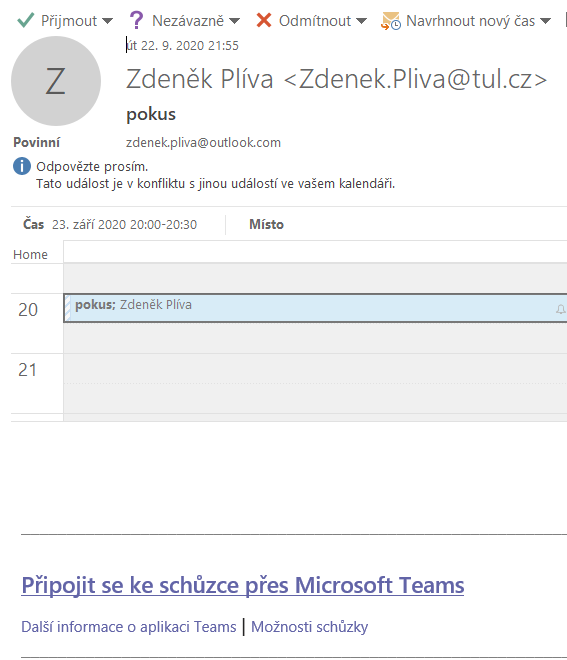 Přijmout Nezávazně Odmítnout Navrhnout nový čas
út 22. 9. 2020 21:55
Z
Zdeněk Plíva <Zdenek.Pliva@tul.cz>
pokus
Povinní zdenek.pliva@outlook.com
Odpovězte prosím.
Tato událost je v konfliktu s jinou událostí ve vašem kalendáři.
Čas 23. září 2020 20:00-20:30 Místo
Home
20 pokus; Zdeněk Plíva
21
Připojit se ke schůzce přes Microsoft Teams
Další informace o aplikaci Teams | Možnosti schůzky